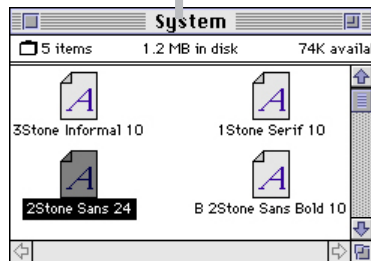 System
5 items 1.2 MB in disk 74K availa
A A
3Stone Informal 10 1Stone Serif 10
A A
2Stone Sans 24 B 2Stone Sans Bold 10